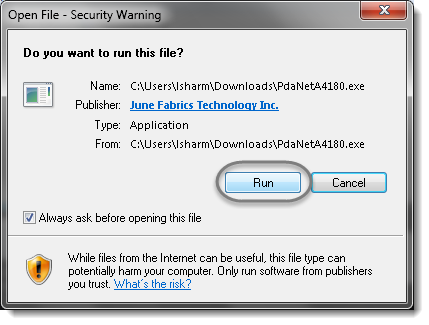 Open File - Security Warning
Do you want to run this file?
Name: C:\Users\lsharm\Downloads\PdaNetA4180.exe
Publisher: June Fabrics Technology Inc.
Type: Application
From: C:\Users\lsharm\Downloads\PdaNetA4180.exe
Run Cancel
Always ask before opening this file
While files from the Internet can be useful, this file type can
potentially harm your computer. Only run software from publishers
you trust. What's the risk?